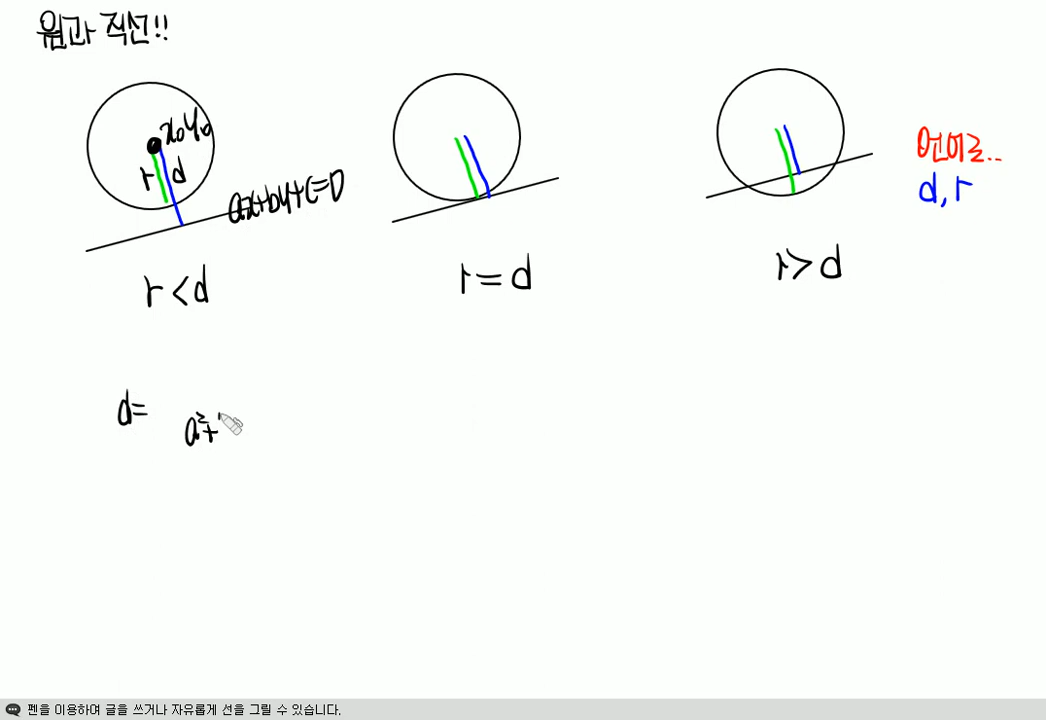 원과 직선!!
x₀y₀
r d
ax+by+c=0
언어로..
d, r
r < d
r = d
r > d
d=
a²+
펜을 이용하여 글을 쓰거나 자유롭게 선을 그릴 수 있습니다.